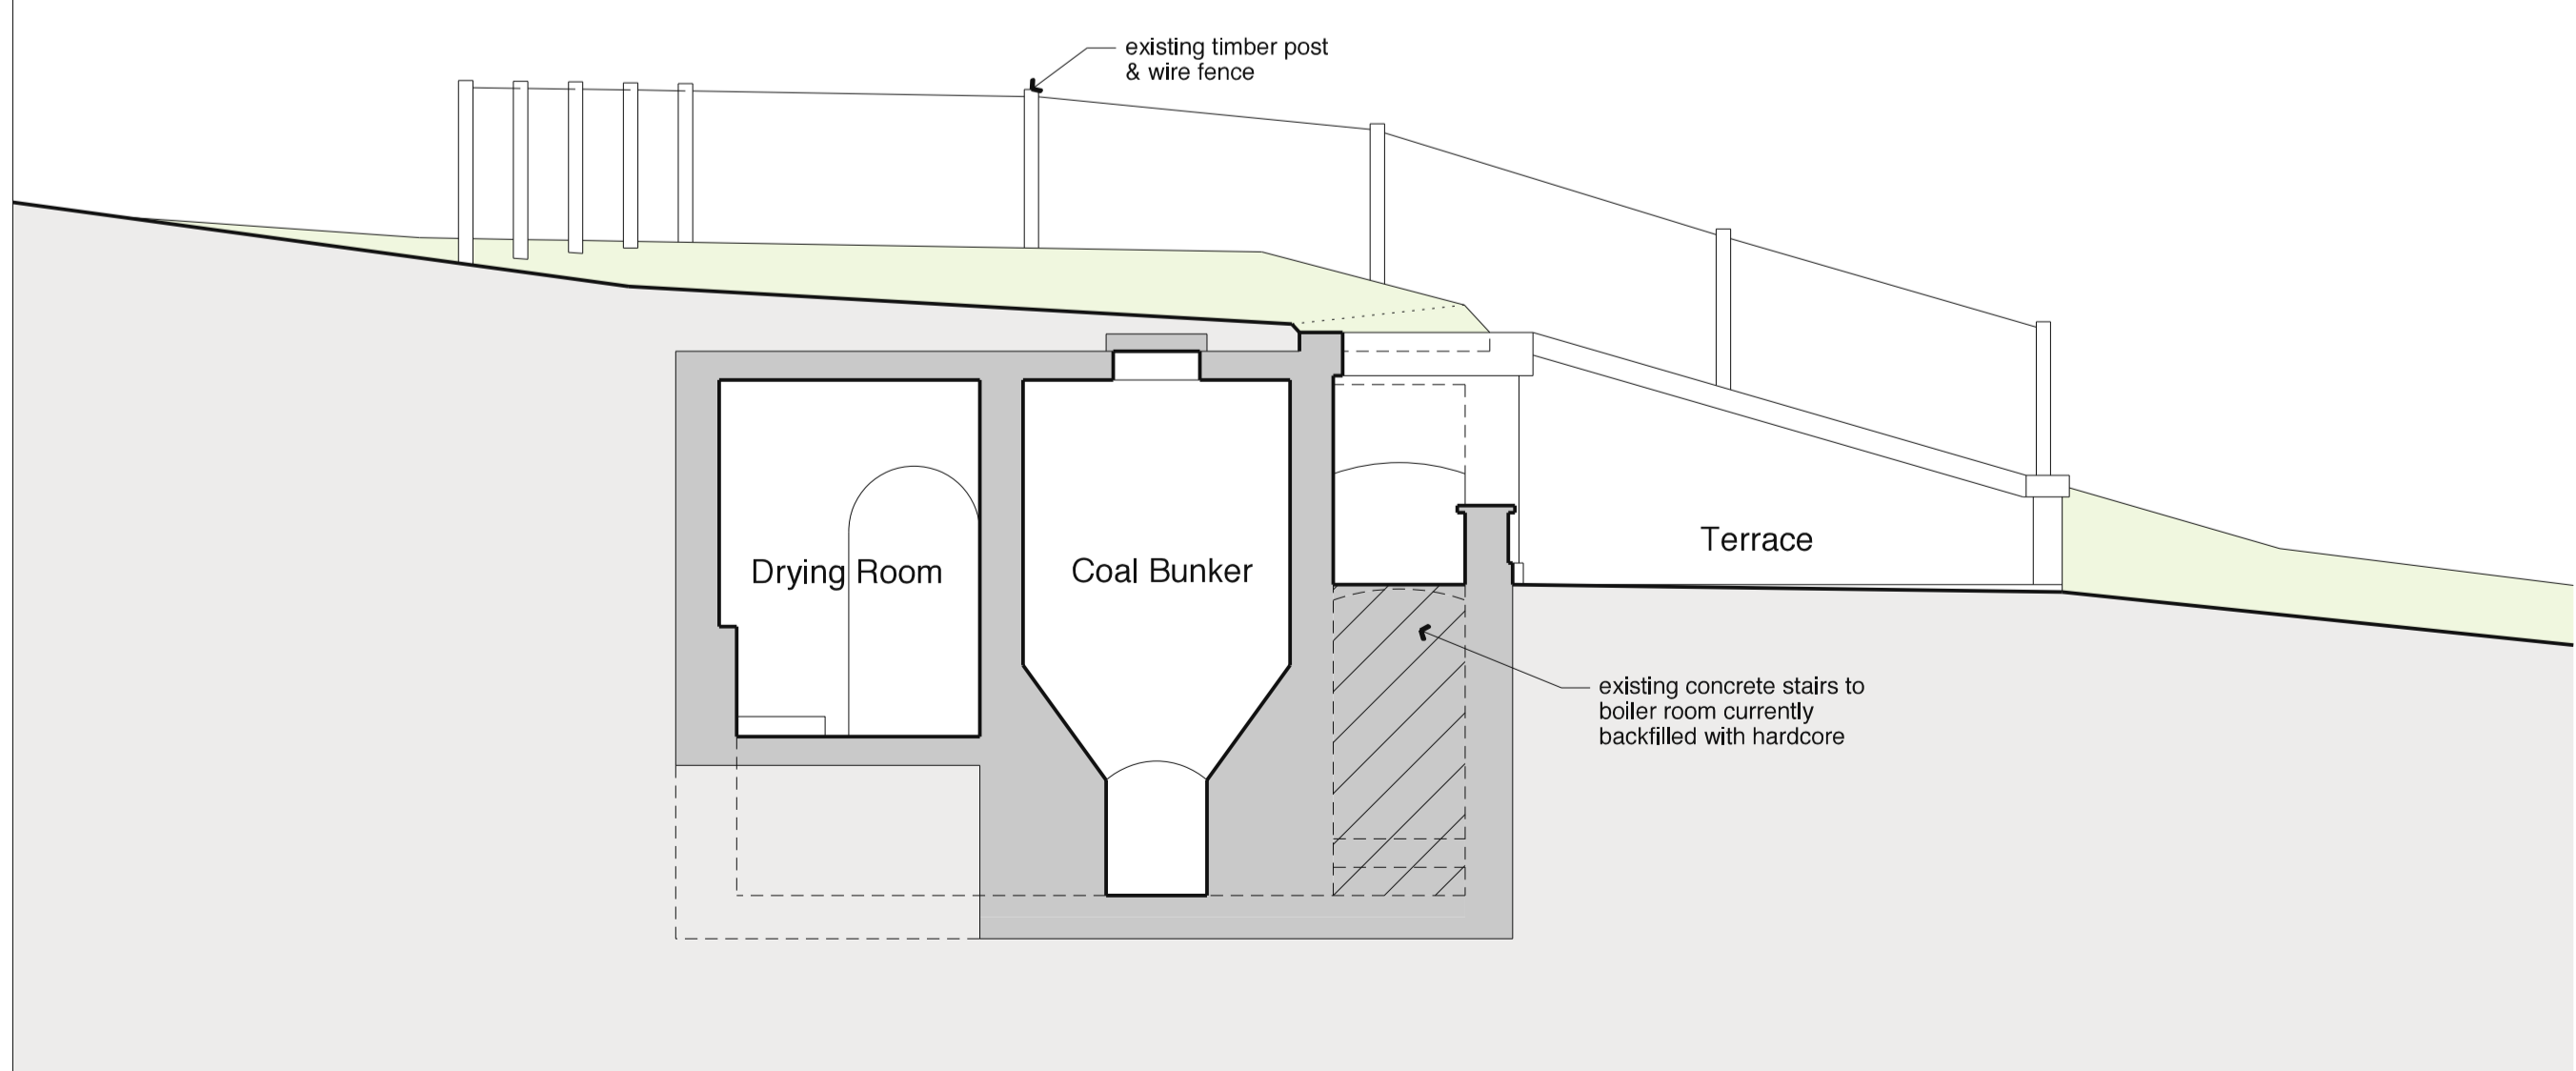 existing timber post
& wire fence
Drying Room
Coal Bunker
Terrace
existing concrete stairs to
boiler room currently
backfilled with hardcore